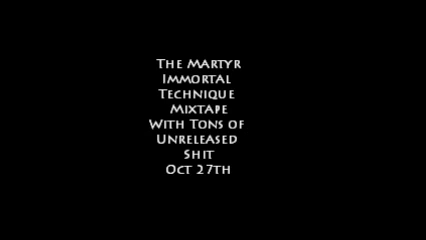 The Martyr
Immortal
Technique
Mixtape
With Tons of
Unreleased
Shit
Oct 27th